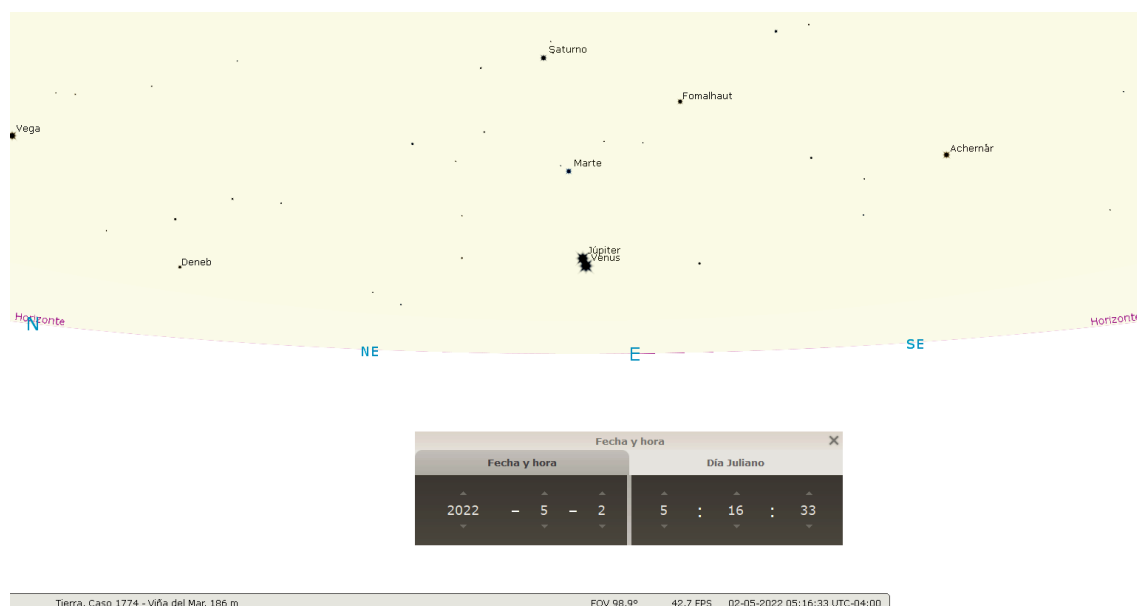 Saturno
Fomalhaut
Vega
Achernår
Marte
Júpiter
Venus
Deneb
Horizonte
N
Horizonte
NE
E
SE
Fecha y hora
Fecha y hora
Día Juliano
2022 - 5 - 2 5 : 16 : 33
Tierra, Caso 1774 - Viña del Mar, 186 m FOV 98.9° 42.7 FPS 02-05-2022 05:16:33 UTC-04:00